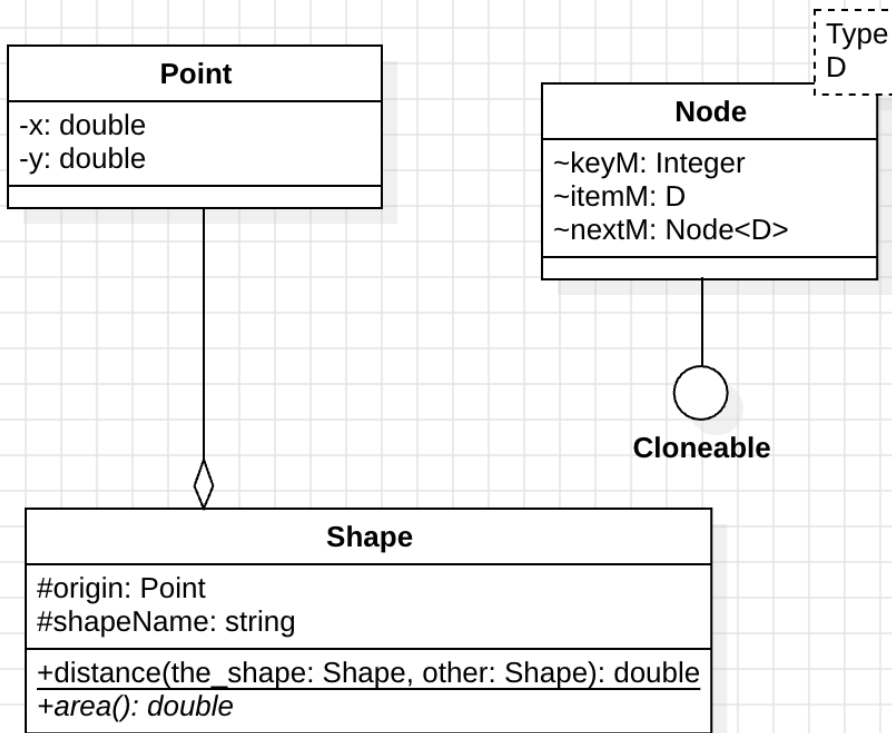 Point
-x: double
-y: double
Type
D
Node
~keyM: Integer
~itemM: D
~nextM: Node<D>
Cloneable
Shape
#origin: Point
#shapeName: string
+distance(the_shape: Shape, other: Shape): double
+area(): double